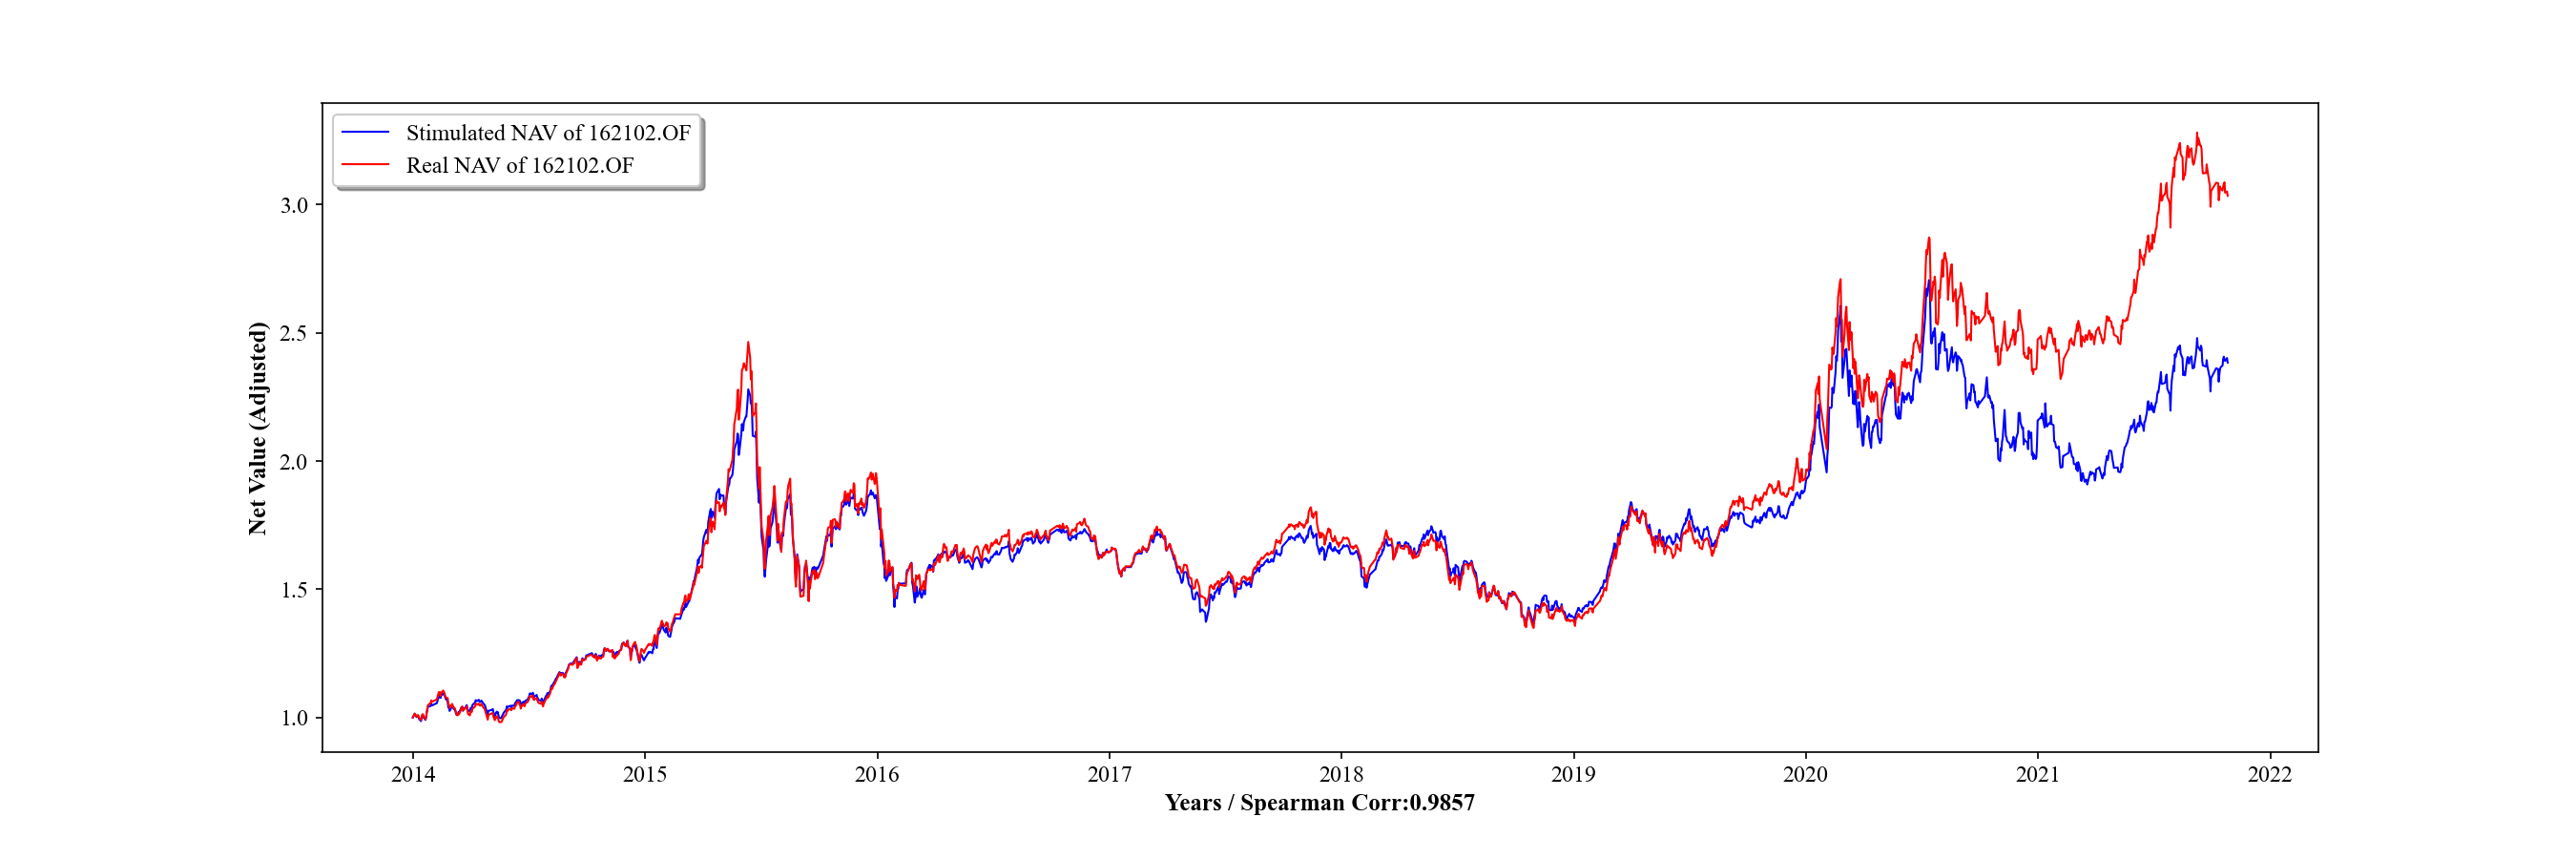 Stimulated NAV of 162102.OF
Real NAV of 162102.OF
Net Value (Adjusted)
3.0
2.5
2.0
1.5
1.0
2014 2015 2016 2017 2018 2019 2020 2021 2022
Years / Spearman Corr:0.9857